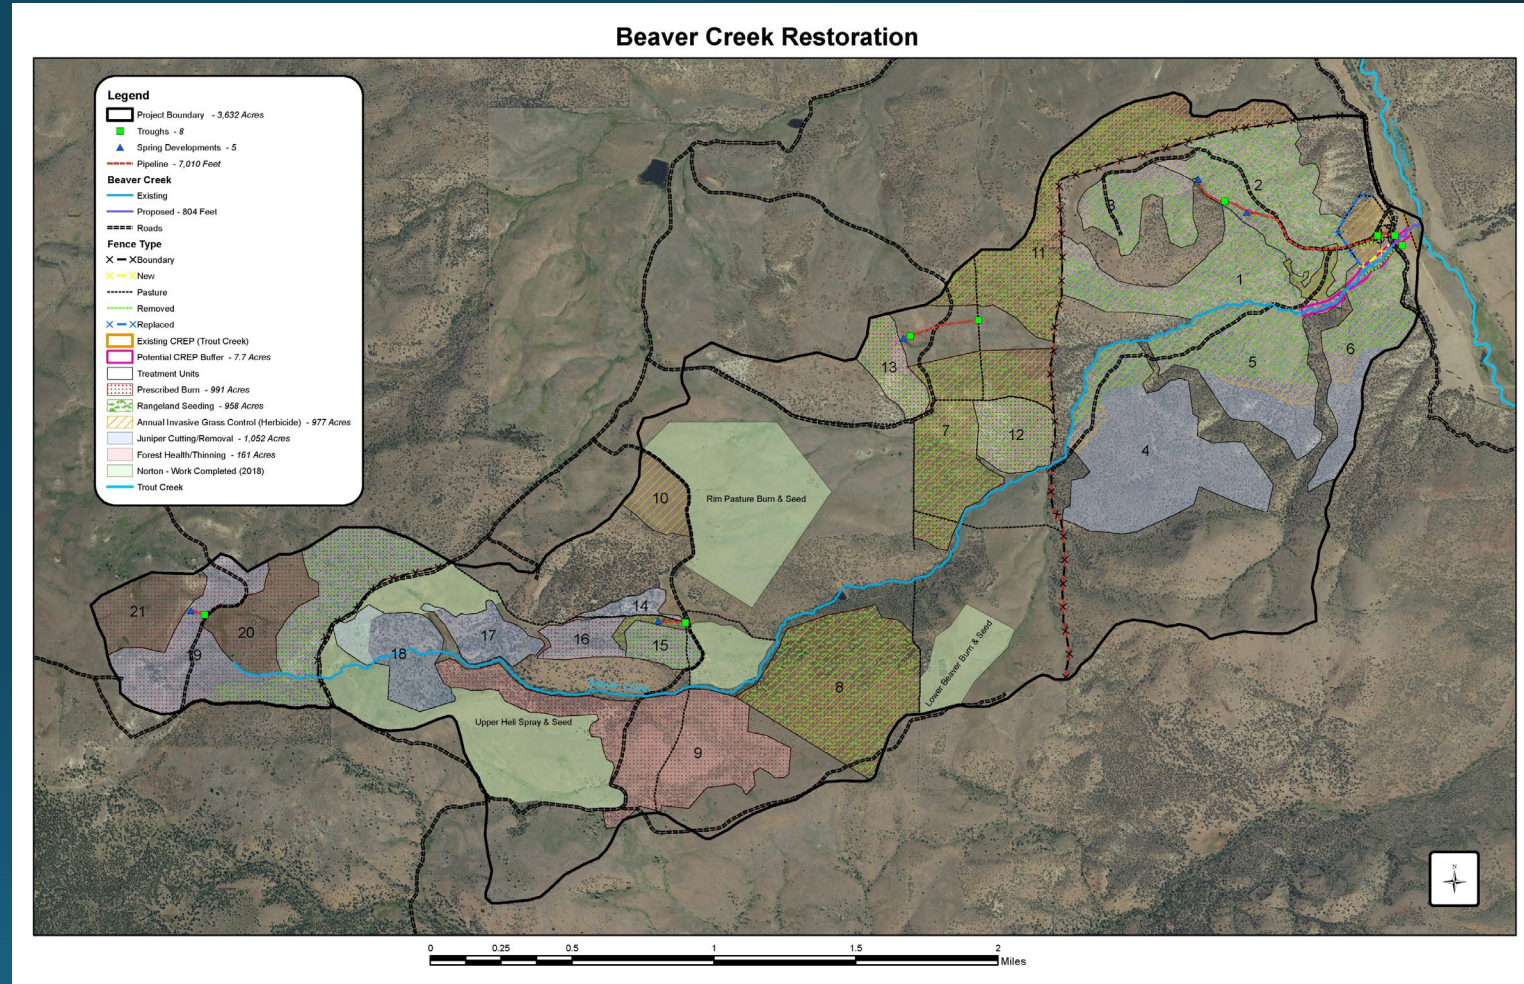 Beaver Creek Restoration
Legend
Project Boundary - 3,632 Acres
Troughs - 8
Spring Developments - 5
Pipeline - 7,010 Feet
Beaver Creek
Existing
Proposed - 804 Feet
Roads
Fence Type
Boundary
New
Pasture
Removed
Replaced
Existing CREP (Trout Creek)
Potential CREP Buffer - 7.7 Acres
Treatment Units
Prescribed Burn - 991 Acres
Rangeland Seeding - 958 Acres
Annual Invasive Grass Control (Herbicide) - 977 Acres
Juniper Cutting/Removal - 1,052 Acres
Forest Health/Thinning - 161 Acres
Norton - Work Completed (2018)
Trout Creek
2
3
11
1
5
6
13
7
12
4
10
Rim Pasture Burn & Seed
21
20
19
18
17
16
14
15
8
Lower Beaver Burn & Seed
Upper Heli Spray & Seed
9
N
0
0.25
0.5
1
1.5
2
Miles